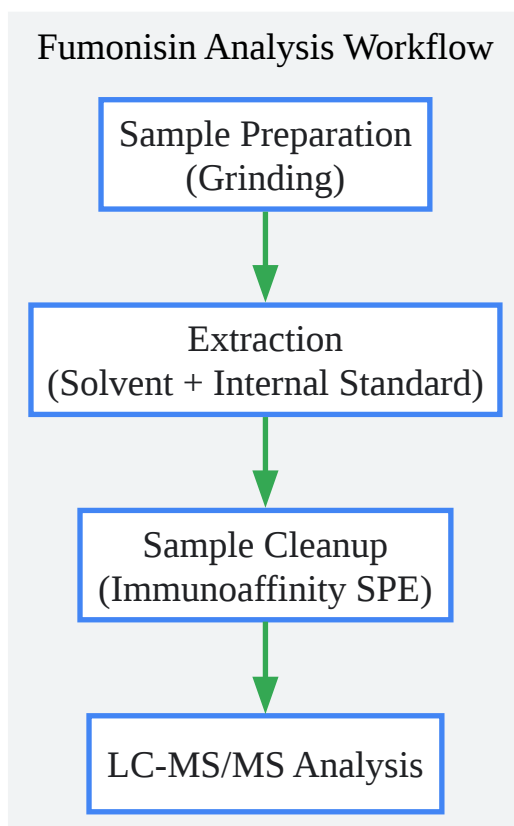 Fumonisin Analysis Workflow
Sample Preparation
(Grinding)
Extraction
(Solvent + Internal Standard)
Sample Cleanup
(Immunoaffinity SPE)
LC-MS/MS Analysis